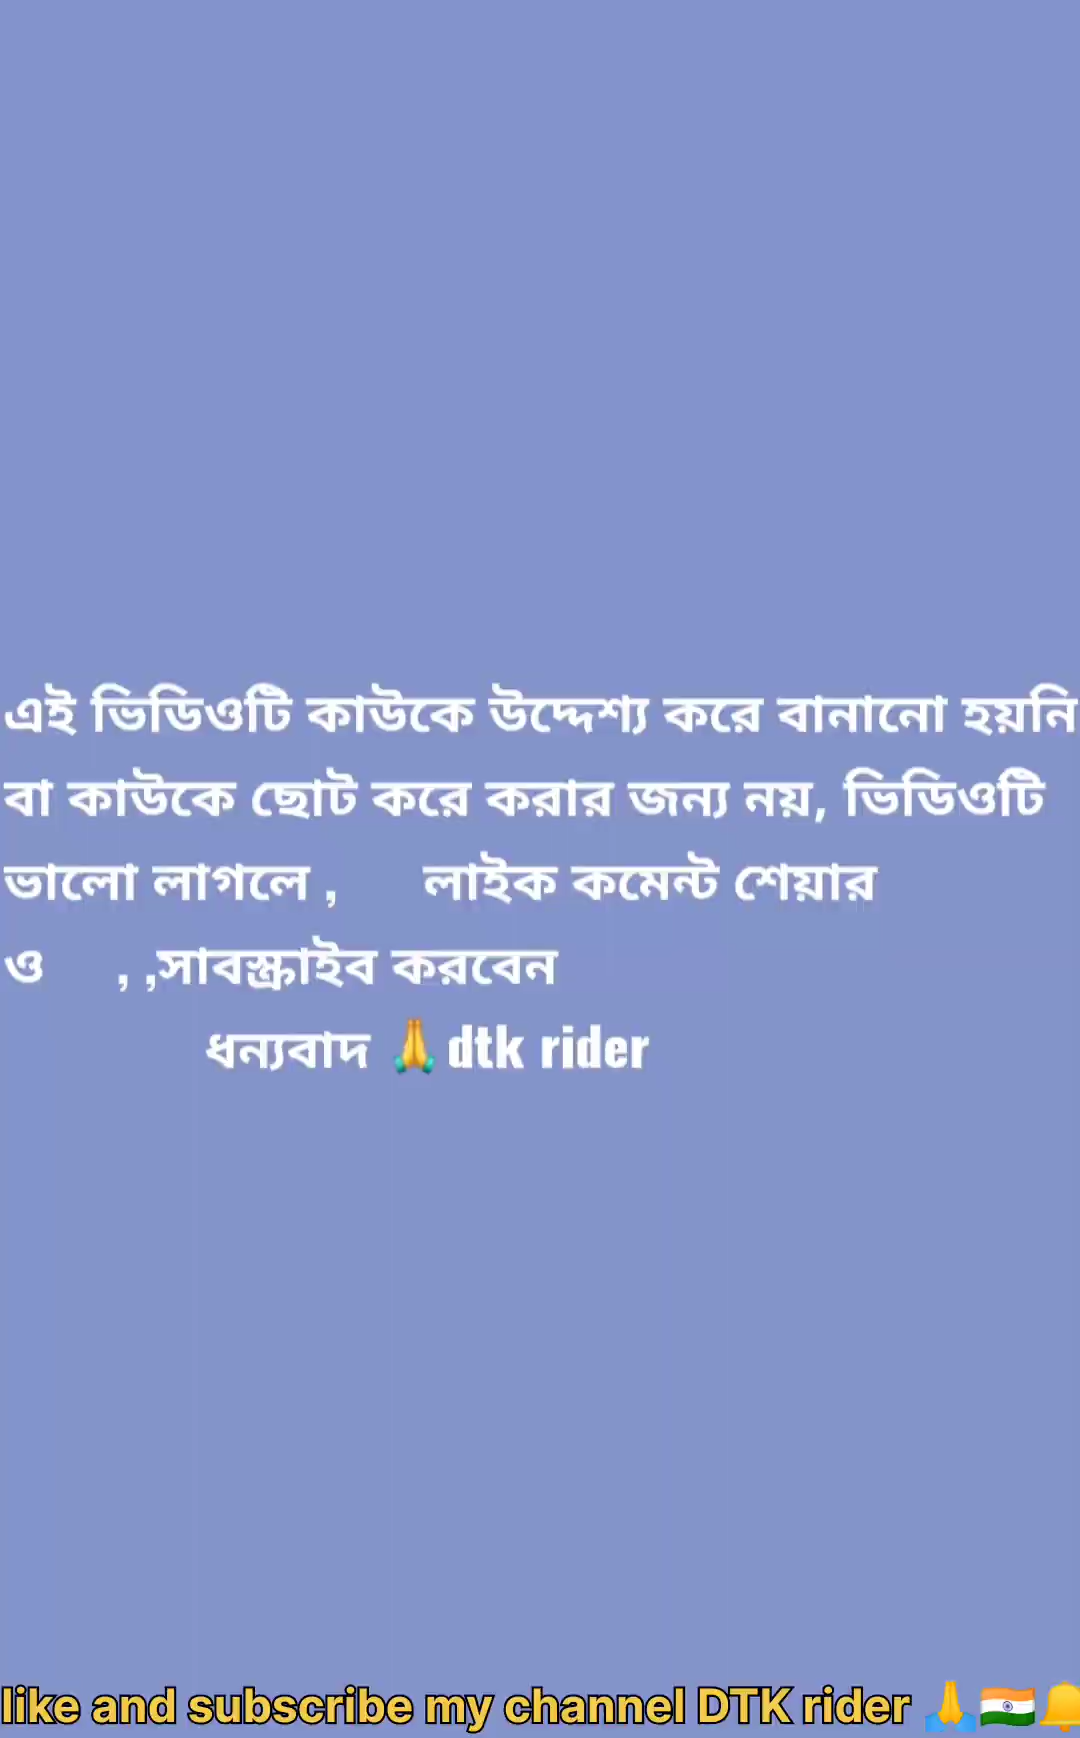 এই ভিডিওটি কাউকে উদ্দেশ্য করে বানানো হয়নি
বা কাউকে ছোট করে করার জন্য নয়, ভিডিওটি
ভালো লাগলে , লাইক কমেন্ট শেয়ার
ও , ,সাবস্ক্রাইব করবেন
ধন্যবাদ 🙏 dtk rider
like and subscribe my channel DTK rider 🙏🇮🇳🔔